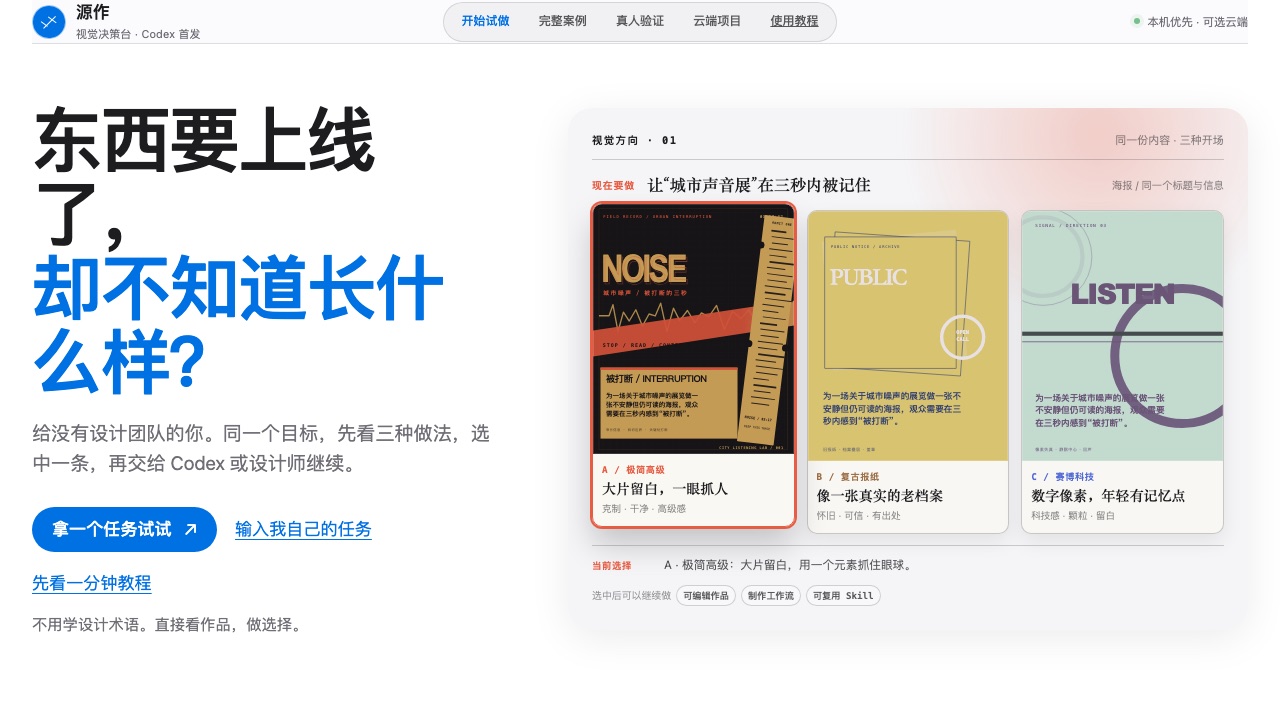 源作
视觉决策台 · Codex 首发
开始试做
完整案例
真人验证
云端项目
使用教程
本机优先 · 可选云端
东西要上线
了，
却不知道长什
么样？
给没有设计团队的你。同一个目标，先看三种做法，选
中一条，再交给 Codex 或设计师继续。
拿一个任务试试 ↗
输入我自己的任务
先看一分钟教程
不用学设计术语。直接看作品，做选择。
视觉方向 · 01
同一份内容 · 三种开场
现在要做
让“城市声音展”在三秒内被记住
海报 / 同一个标题与信息
FIELD RECORD / URBAN INTERRUPTION
NOISE
城市噪声 / 被打断的三秒
STOP / READ /
被打断 / INTERRUPTION
为一场关于城市噪声的展览做一
张不安静但仍可读的海报，观众
需要在三秒内感到“被打断”。
CITY LISTENING LAB / 001
A / 极简高级
大片留白，一眼抓人
克制 · 干净 · 高级感
PUBLIC NOTICE / ARCHIVE
PUBLIC
OPEN
CALL
为一场关于城市噪声的展览做一张不
安静但仍可读的海报，观众需要在三
秒内感到“被打断”。
B / 复古报纸
像一张真实的老档案
怀旧 · 可信 · 有出处
SIGNAL / DIRECTION 03
LISTEN
为一场关于城市噪声的展览做一张
不安静但仍可读的海报，观众需要
在三秒内感到“被打断”。
C / 赛博科技
数字像素，年轻有记忆点
科技感 · 颗粒 · 留白
当前选择
A · 极简高级：大片留白，用一个元素抓住眼球。
选中后可以继续做
可编辑作品
制作工作流
可复用 Skill